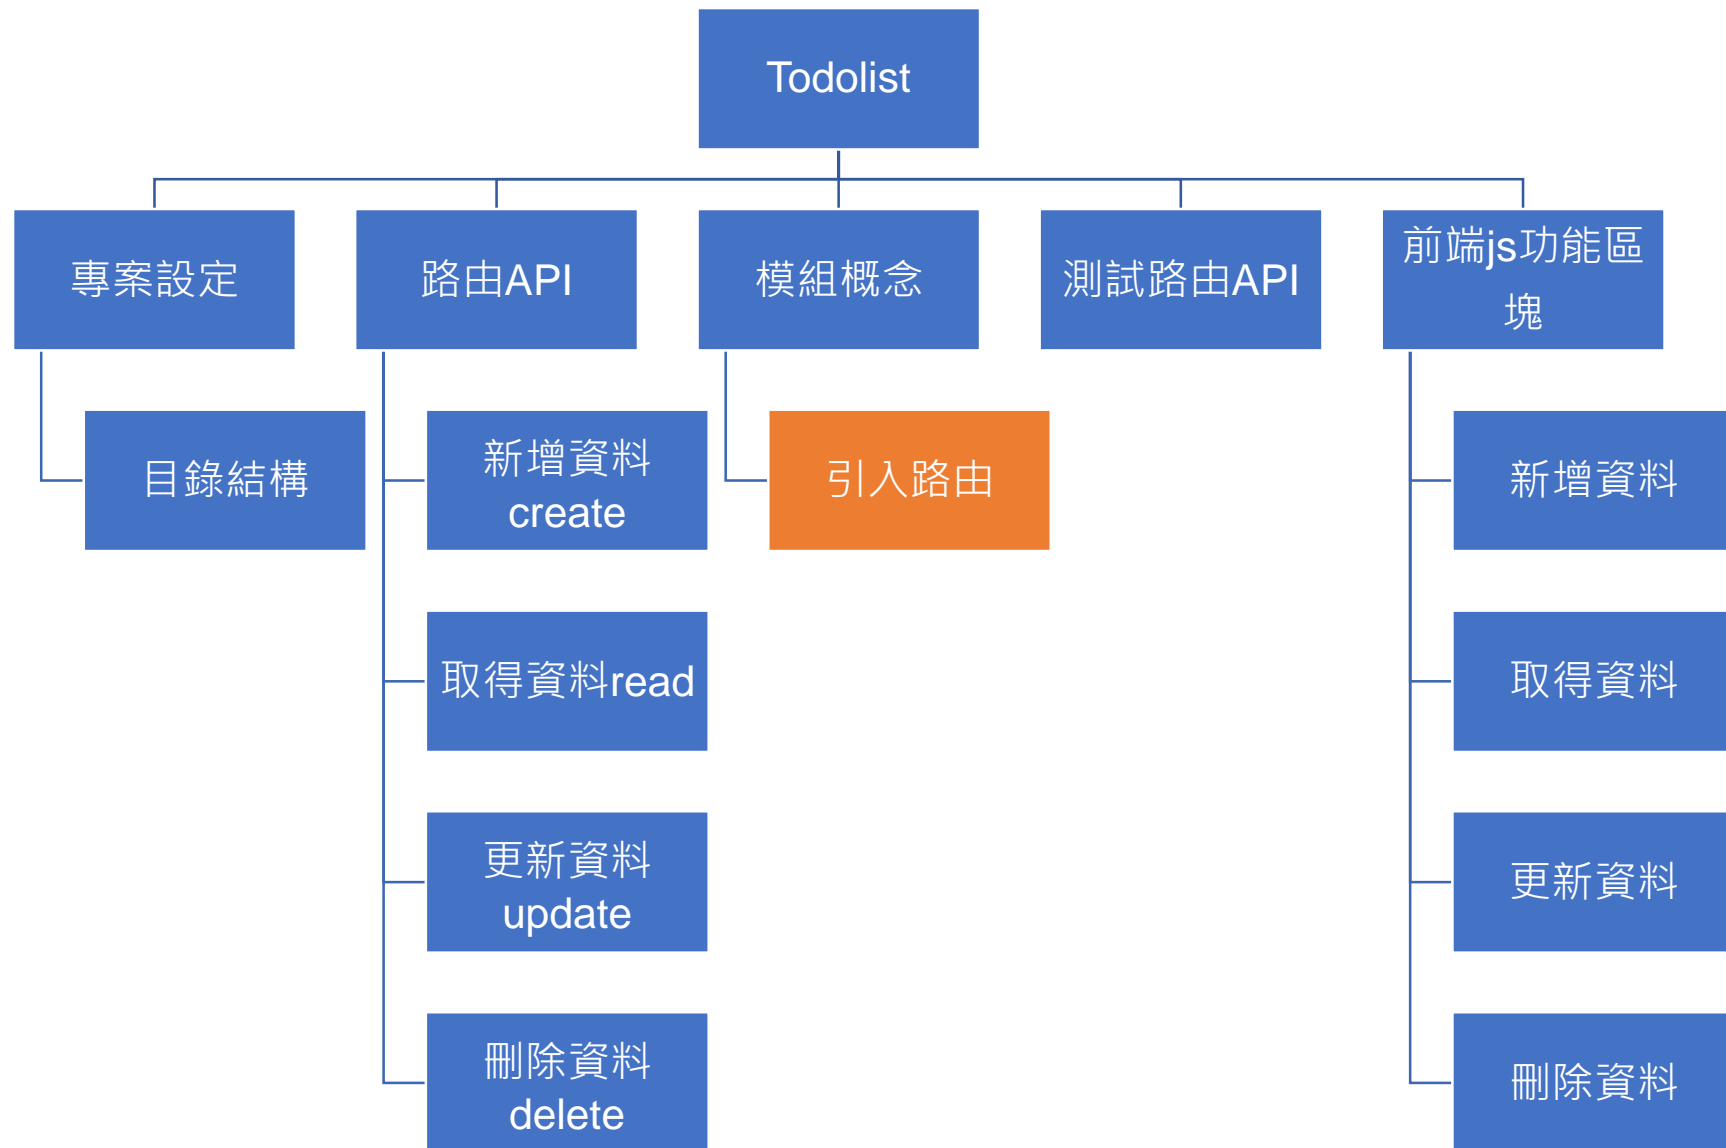 Todolist
專案設定
路由API
模組概念
測試路由API
前端js功能區
塊
目錄結構
新增資料
create
引入路由
新增資料
取得資料read
取得資料
更新資料
update
更新資料
刪除資料
delete
刪除資料